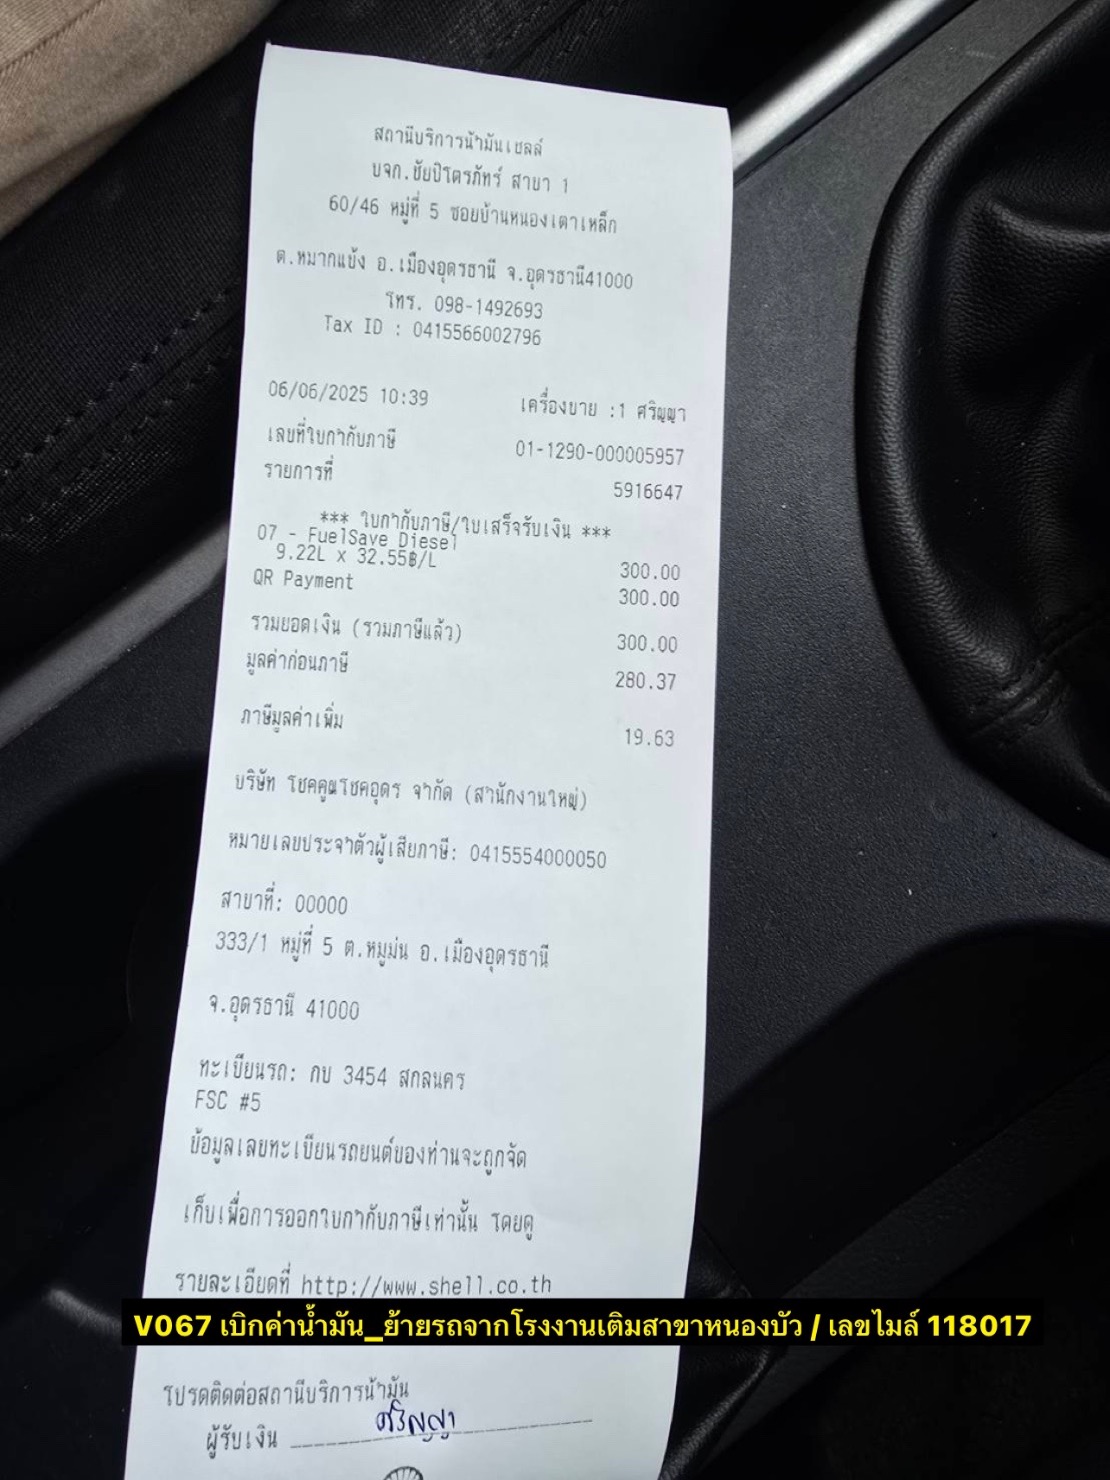 สถานีบริการน้ำมันเชลล์
บจก.ชัยปิโตรภัทร์ สาขา 1
60/46 หมู่ที่ 5 ซอยบ้านหนองเตาเหล็ก
ต.หมากแข้ง อ.เมืองอุดรธานี จ.อุดรธานี41000
โทร. 098-1492693
Tax ID : 0415566002796
06/06/2025 10:39 เครื่องขาย :1 ศริญญา
เลขที่ใบกำกับภาษี 01-1290-000005957
รายการที่ 5916647
*** ใบกำกับภาษี/ใบเสร็จรับเงิน ***
07 - FuelSave Diesel
9.22L x 32.55฿/L 300.00
QR Payment 300.00
รวมยอดเงิน (รวมภาษีแล้ว) 300.00
มูลค่าก่อนภาษี 280.37
ภาษีมูลค่าเพิ่ม 19.63
บริษัท โชคคูณโชคอุดร จำกัด (สำนักงานใหญ่)
หมายเลขประจำตัวผู้เสียภาษี: 0415554000050
สาขาที่: 00000
333/1 หมู่ที่ 5 ต.หมูม่น อ.เมืองอุดรธานี
จ.อุดรธานี 41000
ทะเบียนรถ: กบ 3454 สกลนคร
FSC #5
ข้อมูลเลขทะเบียนรถยนต์ของท่านจะถูกจัด
เก็บเพื่อการออกใบกำกับภาษีเท่านั้น โดยดู
รายละเอียดที่ http://www.shell.co.th
V067 เบิกค่าน้ำมัน_ย้ายรถจากโรงงานเติมสาขาหนองบัว / เลขไมล์ 118017
โปรดติดต่อสถานีบริการน้ำมัน
ผู้รับเงิน ศริญญา